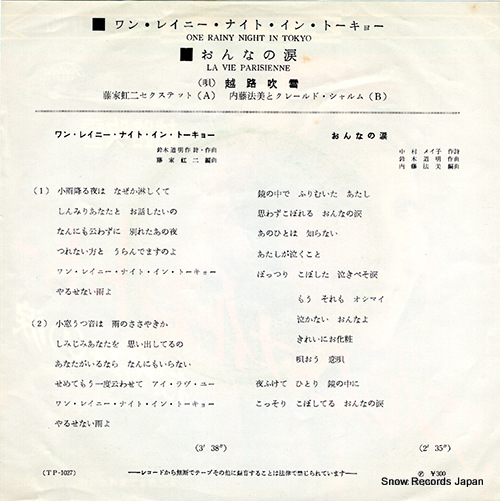 ■ ワン・レイニー・ナイト・イン・トーキョー
ONE RAINY NIGHT IN TOKYO
■ おんなの涙
LA VIE PARISIENNE
(唄) 越路吹雪
藤家虹二セクステット(A) 内藤法美とクレールド・シャルム(B)
ワン・レイニー・ナイト・イン・トーキョー
鈴木道明 作詩・作曲
藤家虹二 編曲
(1) 小雨降る夜は なぜか淋しくて
しんみりあなたと お話したいの
なんにも云わずに 別れたあの夜
つれない方と うらんでますのよ
ワン・レイニー・ナイト・イン・トーキョー
やるせない雨よ
(2) 小窓うつ音は 雨のささやきか
しみじみあなたを 思い出してるの
あなたがいるなら なんにもいらない
せめてもう一度云わせて アイ・ラヴ・ユー
ワン・レイニー・ナイト・イン・トーキョー
やるせない雨よ
(3′ 38″)
おんなの涙
中村メイ子 作詩
鈴木道明 作曲
内藤法美 編曲
鏡の中で ふりむいた あたし
思わずこぼれる おんなの涙
あのひとは 知らない
あたしが泣くこと
ぽっつり こぼした 泣きべそ涙
もう それも オシマイ
泣かない おんなよ
きれいにお化粧
唄おう 恋唄
夜ふけて ひとり 鏡の中に
こっそり こぼしてる おんなの涙
(2′ 35″)
(TP-1027)
──レコードから無断でテープその他に録音することは法律で禁じられています──
Ⓟ ¥300
Snow Records Japan